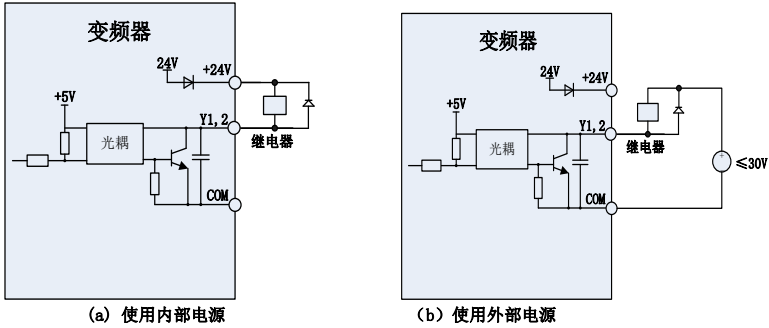 变频器
24V
+24V
+5V
Y1,2
光耦
继电器
COM
(a) 使用内部电源
变频器
24V
+24V
+5V
Y1,2
光耦
继电器
+
≤30V
COM
(b) 使用外部电源